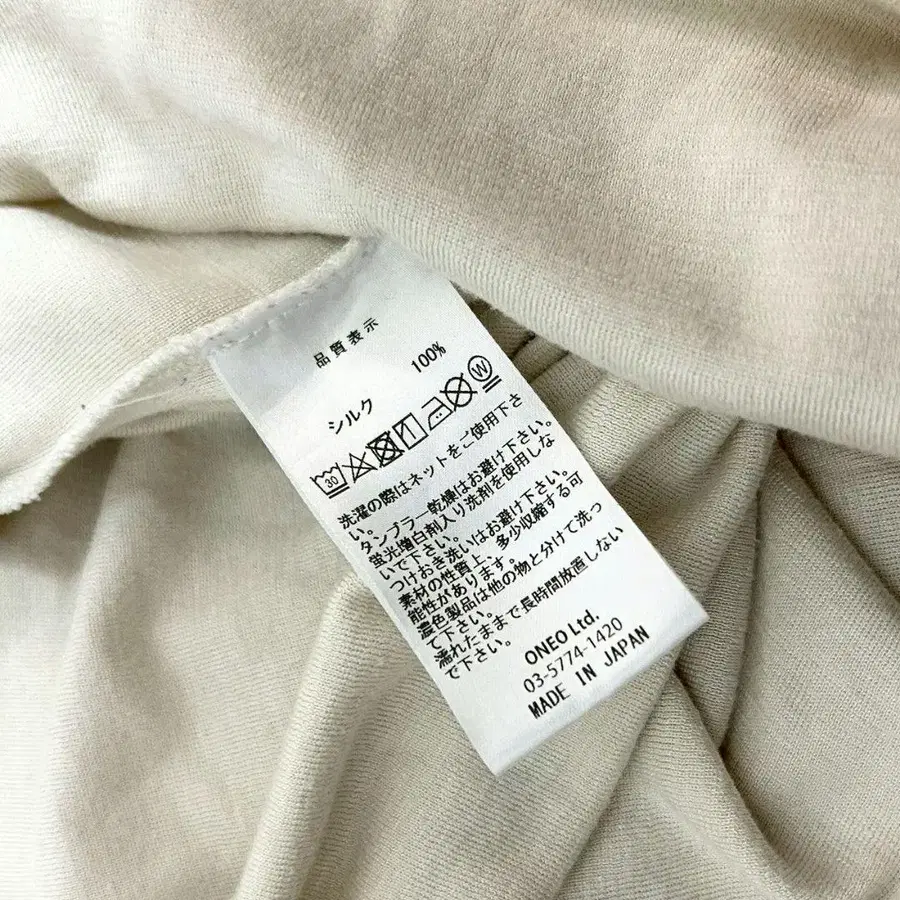 品質表示
シルク 100%
30 W
洗濯の際はネットをご使用下さ
い。
タンブラー乾燥はお避け下さい。
蛍光増白剤入り洗剤を使用しな
いで下さい。
つけおき洗いはお避け下さい。
素材の性質上、多少収縮する可
能性があります。
濃色製品は他の物と分けて洗っ
て下さい。
濡れたままで長時間放置しない
で下さい。
ONEO Ltd.
03-5774-1420
MADE IN JAPAN